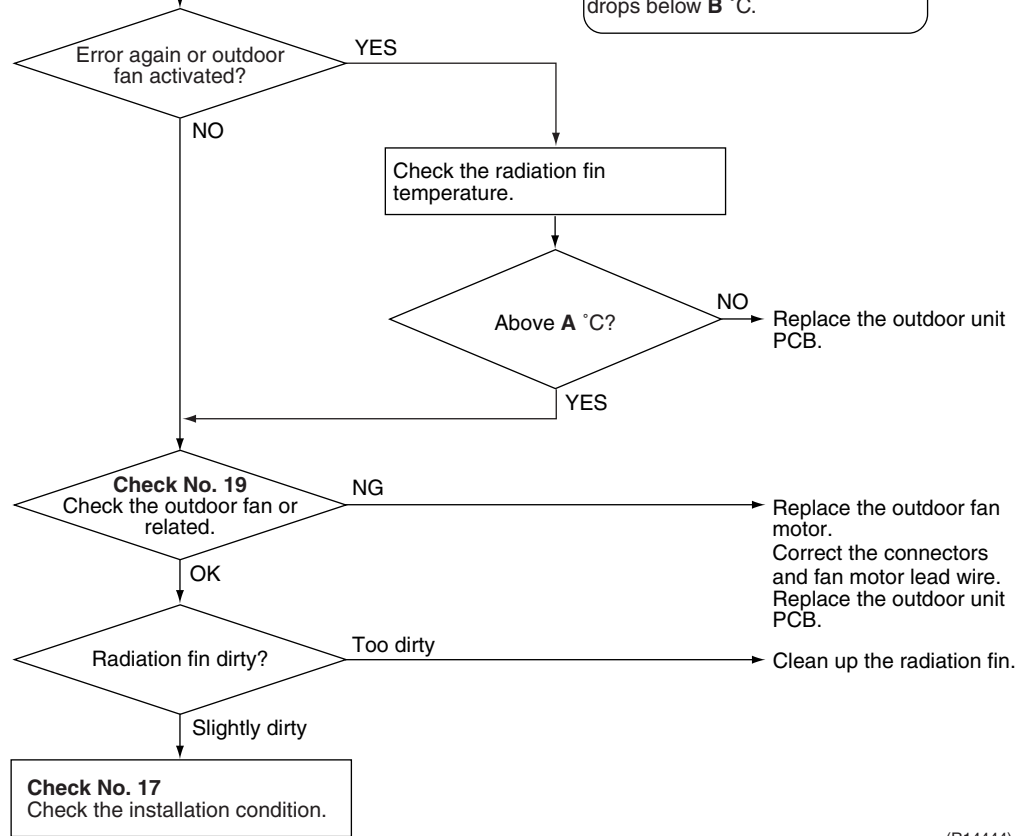 drops below B ˚C.
Error again or outdoor
fan activated?
YES
NO
Check the radiation fin
temperature.
Above A ˚C?
NO
Replace the outdoor unit
PCB.
YES
Check No. 19
Check the outdoor fan or
related.
NG
Replace the outdoor fan
motor.
Correct the connectors
and fan motor lead wire.
Replace the outdoor unit
PCB.
OK
Radiation fin dirty?
Too dirty
Clean up the radiation fin.
Slightly dirty
Check No. 17
Check the installation condition.
(R14444)